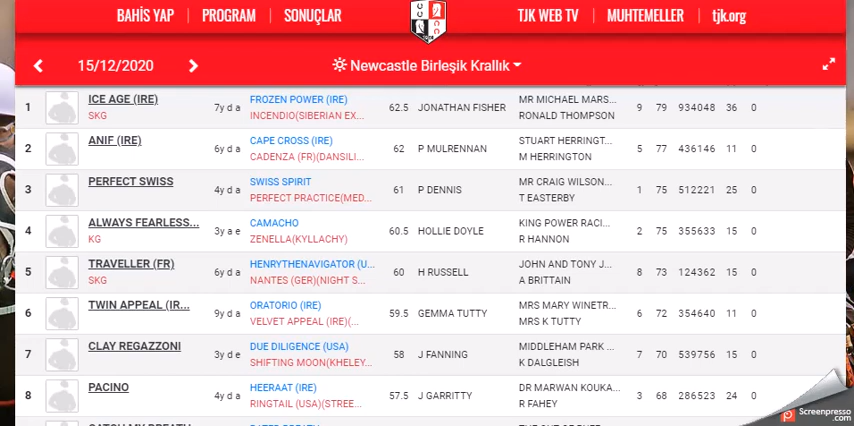 BAHİS YAP PROGRAM SONUÇLAR TJK WEB TV MUHTEMELLER tjk.org
15/12/2020 Newcastle Birleşik Krallık
1 ICE AGE (IRE) SKG 7y d a FROZEN POWER (IRE) INCENDIO(SIBERIAN EX... 62.5 JONATHAN FISHER MR MICHAEL MARS... RONALD THOMPSON 9 79 934048 36 0
2 ANIF (IRE) 6y d a CAPE CROSS (IRE) CADENZA (FR)(DANSILI... 62 P MULRENNAN STUART HERRINGT... M HERRINGTON 5 77 436146 11 0
3 PERFECT SWISS 4y d a SWISS SPIRIT PERFECT PRACTICE(MED... 61 P DENNIS MR CRAIG WILSON... T EASTERBY 1 75 512221 25 0
4 ALWAYS FEARLESS... KG 3y a e CAMACHO ZENELLA(KYLLACHY) 60.5 HOLLIE DOYLE KING POWER RACI... R HANNON 2 75 355633 15 0
5 TRAVELLER (FR) SKG 6y d a HENRYTHENAVIGATOR (U... NANTES (GER)(NIGHT S... 60 H RUSSELL JOHN AND TONY J... A BRITTAIN 8 73 124362 15 0
6 TWIN APPEAL (IR... 9y d a ORATORIO (IRE) VELVET APPEAL (IRE)(... 59.5 GEMMA TUTTY MRS MARY WINETR... MRS K TUTTY 6 72 354640 11 0
7 CLAY REGAZZONI 3y d e DUE DILIGENCE (USA) SHIFTING MOON(KHELEY... 58 J FANNING MIDDLEHAM PARK ... K DALGLEISH 7 70 539756 15 0
8 PACINO 4y d a HEERAAT (IRE) RINGTAIL (USA)(STREE... 57.5 J GARRITTY DR MARWAN KOUKA... R FAHEY 3 68 286523 24 0
Screenpresso
.com